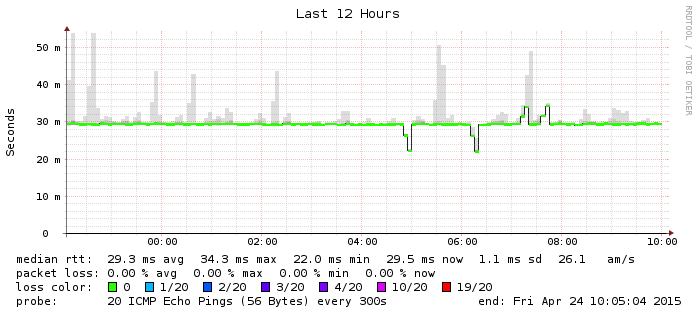 Last 12 Hours
RRDTOOL / TOBI OETIKER
Seconds
50 m
40 m
30 m
20 m
10 m
0
00:00 02:00 04:00 06:00 08:00 10:00
median rtt: 29.3 ms avg 34.3 ms max 22.0 ms min 29.5 ms now 1.1 ms sd 26.1 am/s
packet loss: 0.00 % avg 0.00 % max 0.00 % min 0.00 % now
loss color: 0 1/20 2/20 3/20 4/20 10/20 19/20
probe: 20 ICMP Echo Pings (56 Bytes) every 300s end: Fri Apr 24 10:05:04 2015